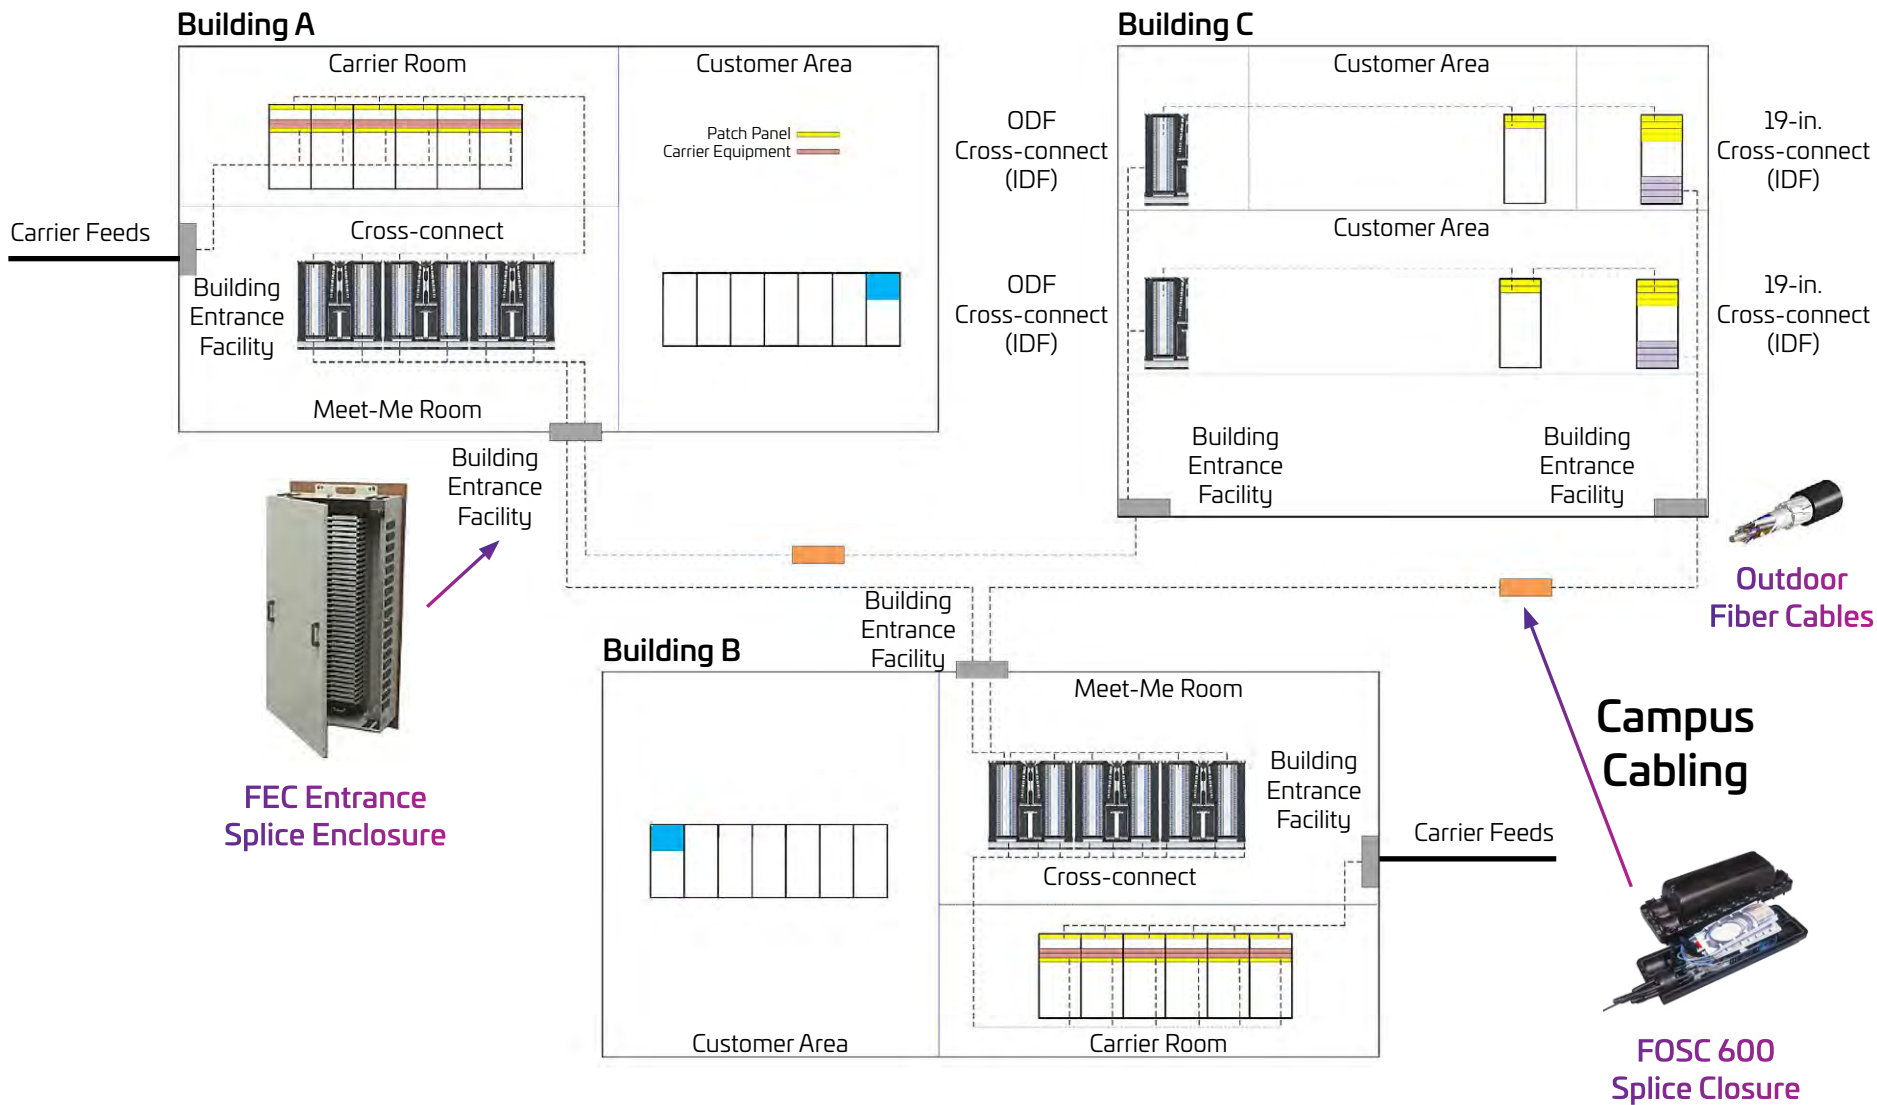 Building A
Carrier Room
Customer Area
Patch Panel
Carrier Equipment
Carrier Feeds
Cross-connect
Building
Entrance
Facility
Meet-Me Room
Building
Entrance
Facility
FEC Entrance
Splice Enclosure
Building C
Customer Area
ODF
Cross-connect
(IDF)
19-in.
Cross-connect
(IDF)
Customer Area
ODF
Cross-connect
(IDF)
19-in.
Cross-connect
(IDF)
Building
Entrance
Facility
Building
Entrance
Facility
Outdoor
Fiber Cables
Building B
Building
Entrance
Facility
Meet-Me Room
Building
Entrance
Facility
Carrier Feeds
Cross-connect
Customer Area
Carrier Room
Campus
Cabling
FOSC 600
Splice Closure